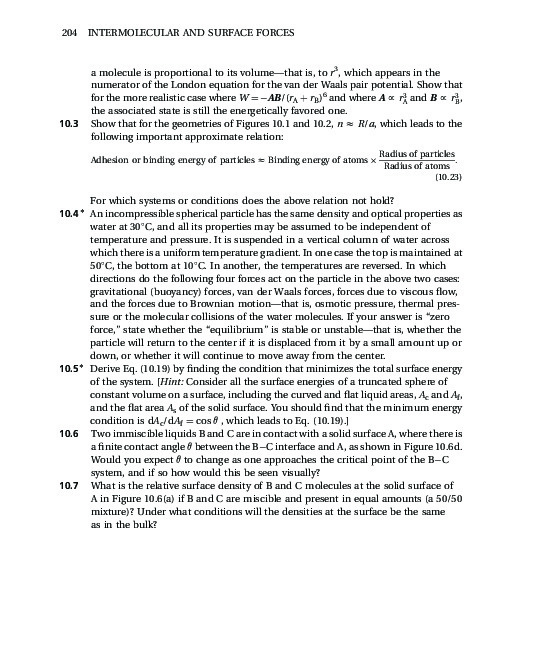 204 INTERMOLECULAR AND SURFACE FORCES
a molecule is proportional to its volume—that is, to r³, which appears in the
numerator of the London equation for the van der Waals pair potential. Show that
for the more realistic case where W = −AB/(r_A + r_B)⁶ and where A ∝ r³_A and B ∝ r³_B,
the associated state is still the energetically favored one.
10.3 Show that for the geometries of Figures 10.1 and 10.2, n ≈ R/a, which leads to the
following important approximate relation:
Adhesion or binding energy of particles ≈ Binding energy of atoms × Radius of particles / Radius of atoms.
(10.23)
For which systems or conditions does the above relation not hold?
10.4* An incompressible spherical particle has the same density and optical properties as
water at 30°C, and all its properties may be assumed to be independent of
temperature and pressure. It is suspended in a vertical column of water across
which there is a uniform temperature gradient. In one case the top is maintained at
50°C, the bottom at 10°C. In another, the temperatures are reversed. In which
directions do the following four forces act on the particle in the above two cases:
gravitational (buoyancy) forces, van der Waals forces, forces due to viscous flow,
and the forces due to Brownian motion—that is, osmotic pressure, thermal pres-
sure or the molecular collisions of the water molecules. If your answer is "zero
force," state whether the "equilibrium" is stable or unstable—that is, whether the
particle will return to the center if it is displaced from it by a small amount up or
down, or whether it will continue to move away from the center.
10.5* Derive Eq. (10.19) by finding the condition that minimizes the total surface energy
of the system. [Hint: Consider all the surface energies of a truncated sphere of
constant volume on a surface, including the curved and flat liquid areas, A_c and A_f,
and the flat area A_s of the solid surface. You should find that the minimum energy
condition is dA_c/dA_f = cos θ, which leads to Eq. (10.19).]
10.6 Two immiscible liquids B and C are in contact with a solid surface A, where there is
a finite contact angle θ between the B−C interface and A, as shown in Figure 10.6d.
Would you expect θ to change as one approaches the critical point of the B−C
system, and if so how would this be seen visually?
10.7 What is the relative surface density of B and C molecules at the solid surface of
A in Figure 10.6(a) if B and C are miscible and present in equal amounts (a 50/50
mixture)? Under what conditions will the densities at the surface be the same
as in the bulk?